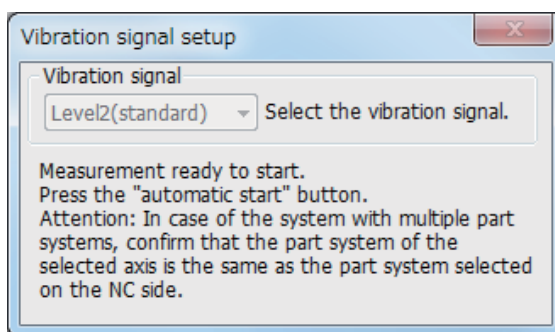 Vibration signal setup
Vibration signal
Level2(standard) Select the vibration signal.
Measurement ready to start.
Press the "automatic start" button.
Attention: In case of the system with multiple part
systems, confirm that the part system of the
selected axis is the same as the part system selected
on the NC side.